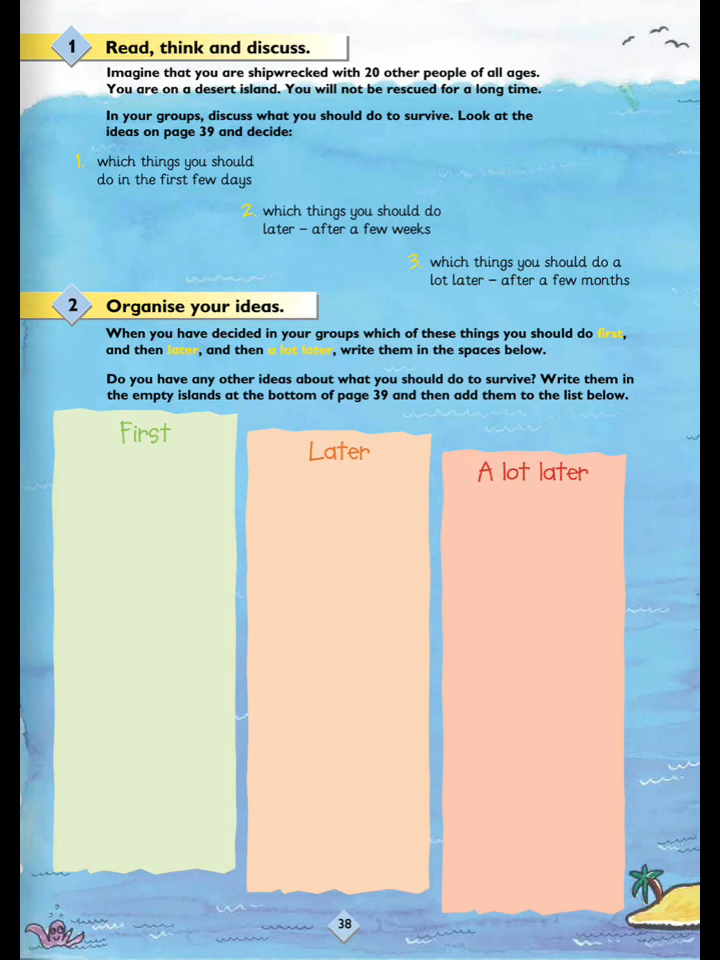 1 Read, think and discuss.
Imagine that you are shipwrecked with 20 other people of all ages.
You are on a desert island. You will not be rescued for a long time.
In your groups, discuss what you should do to survive. Look at the
ideas on page 39 and decide:
1. which things you should
do in the first few days
2. which things you should do
later – after a few weeks
3. which things you should do a
lot later – after a few months
2 Organise your ideas.
When you have decided in your groups which of these things you should do first,
and then later, and then a lot later, write them in the spaces below.
Do you have any other ideas about what you should do to survive? Write them in
the empty islands at the bottom of page 39 and then add them to the list below.
First
Later
A lot later
38